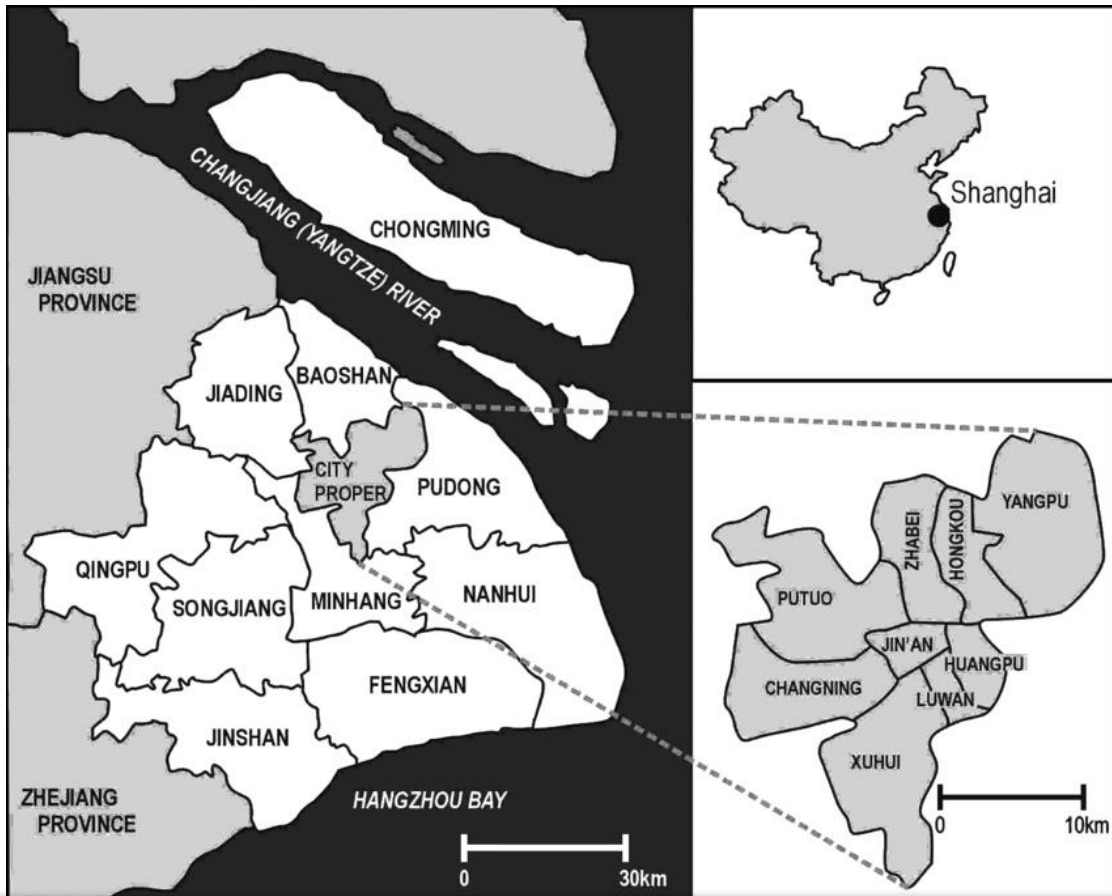 CHONGMING
CHANGJIANG (YANGTZE) RIVER
JIANGSU
PROVINCE
BAOSHAN
JIADING
CITY
PROPER
PUDONG
QINGPU
SONGJIANG
MINHANG
NANHUI
FENGXIAN
JINSHAN
ZHEJIANG
PROVINCE
HANGZHOU BAY
0 30km
Shanghai
YANGPU
ZHABEI
HONGKOU
PUTUO
JIN'AN
HUANGPU
CHANGNING
LUWAN
XUHUI
0 10km